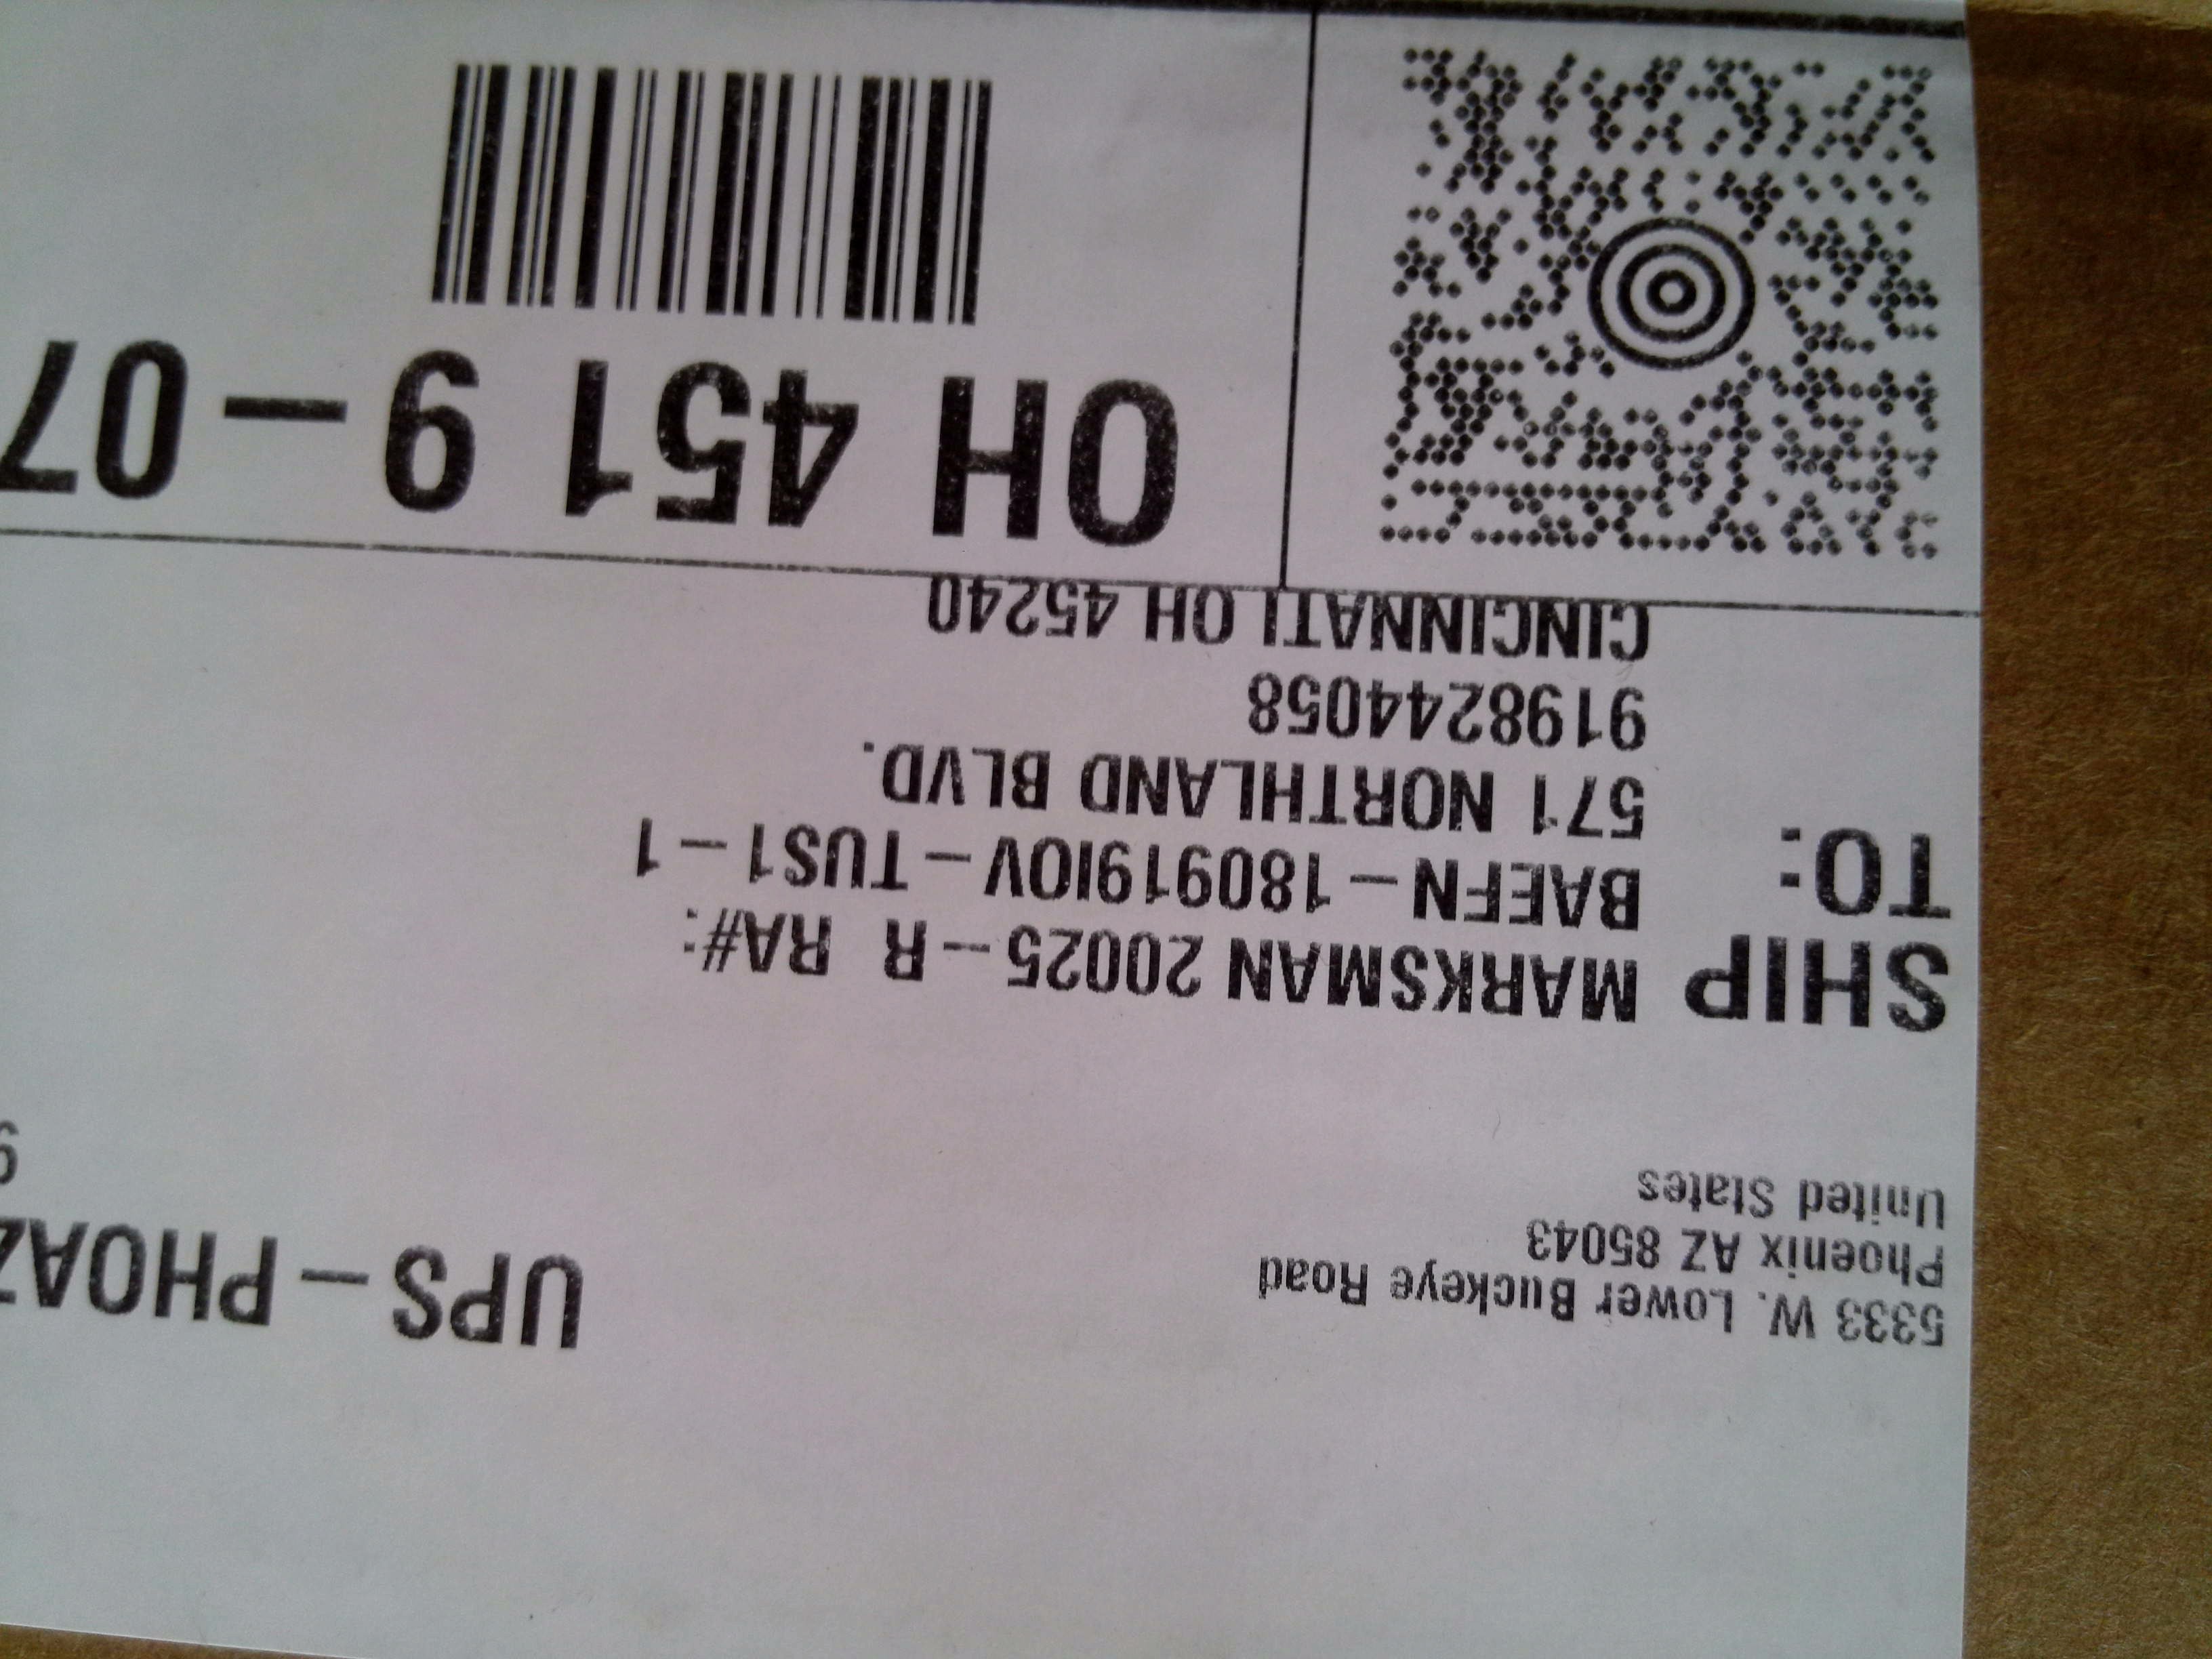 5333 W. Lower Buckeye Road
Phoenix AZ 85043
United States
UPS-PHOAZ
SHIP TO:
MARKSMAN 20025-R RA#:
BAEFN-180919IOV-TUS1-1
571 NORTHLAND BLVD.
9198244058
CINCINNATI OH 45240
OH 451 9-07